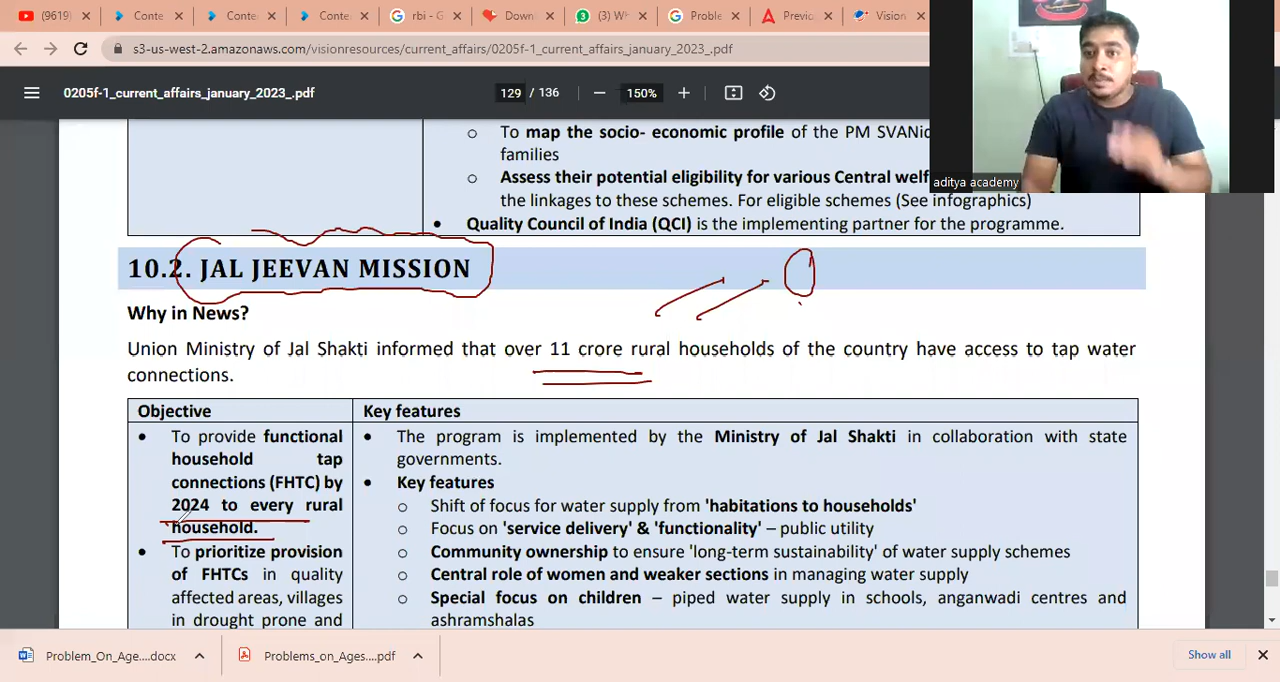 (9619)
Conte
Conte
Conte
rbi - G
Down
(3) W
Proble
Previo
Vision
s3-us-west-2.amazonaws.com/visionresources/current_affairs/0205f-1_current_affairs_january_2023_.pdf
0205f-1_current_affairs_january_2023_.pdf
129 / 136
150%
aditya academy
o To map the socio- economic profile of the PM
families
o Assess their potential eligibility for various Central
the linkages to these schemes. For eligible schemes (See infographics)
• Quality Council of India (QCI) is the implementing partner for the programme.
10.2. JAL JEEVAN MISSION
Why in News?
Union Ministry of Jal Shakti informed that over 11 crore rural households of the country have access to tap water
connections.
Objective
• To provide functional
household tap
connections (FHTC) by
2024 to every rural
household.
• To prioritize provision
of FHTCs in quality
affected areas, villages
in drought prone and
Key features
• The program is implemented by the Ministry of Jal Shakti in collaboration with state
governments.
• Key features
o Shift of focus for water supply from 'habitations to households'
o Focus on 'service delivery' & 'functionality' – public utility
o Community ownership to ensure 'long-term sustainability' of water supply schemes
o Central role of women and weaker sections in managing water supply
o Special focus on children – piped water supply in schools, anganwadi centres and
ashramshalas
Problem_On_Age....docx
Problems_on_Ages....pdf
Show all